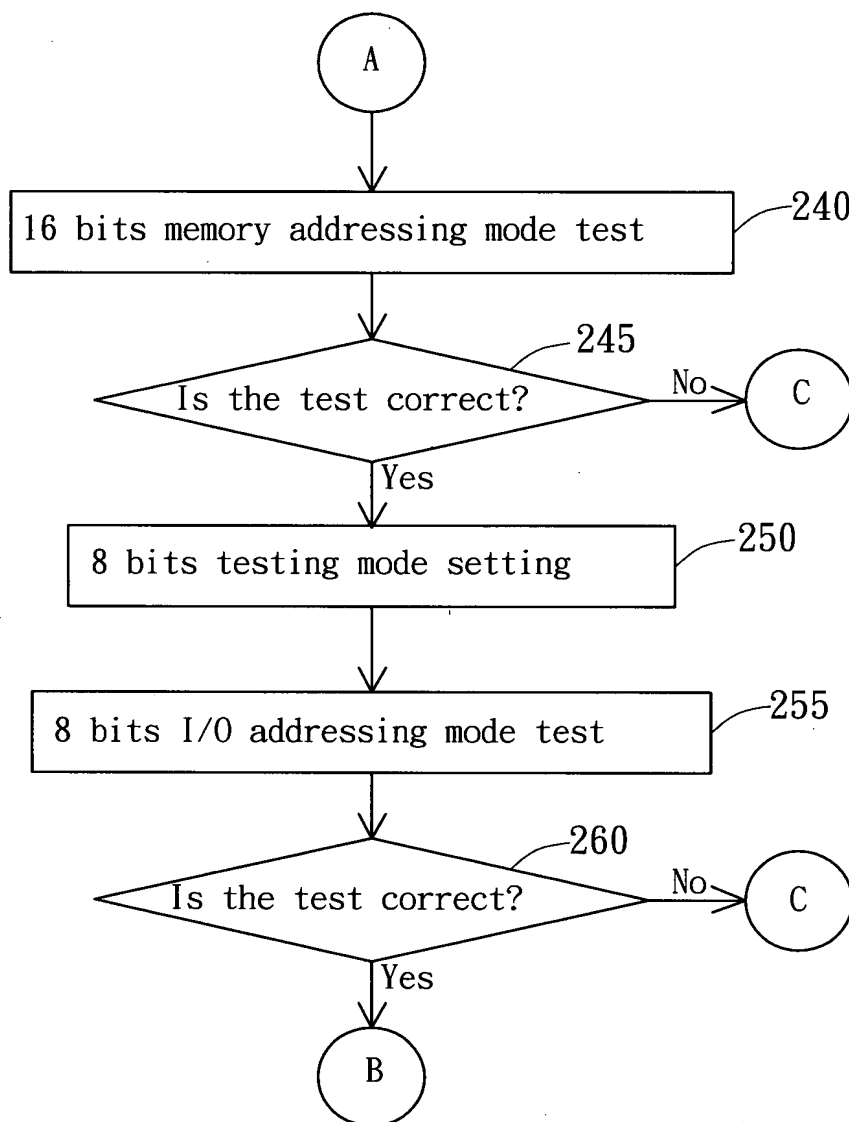 A
16 bits memory addressing mode test
240
245
Is the test correct?
No
C
Yes
8 bits testing mode setting
250
8 bits I/O addressing mode test
255
260
Is the test correct?
No
C
Yes
B